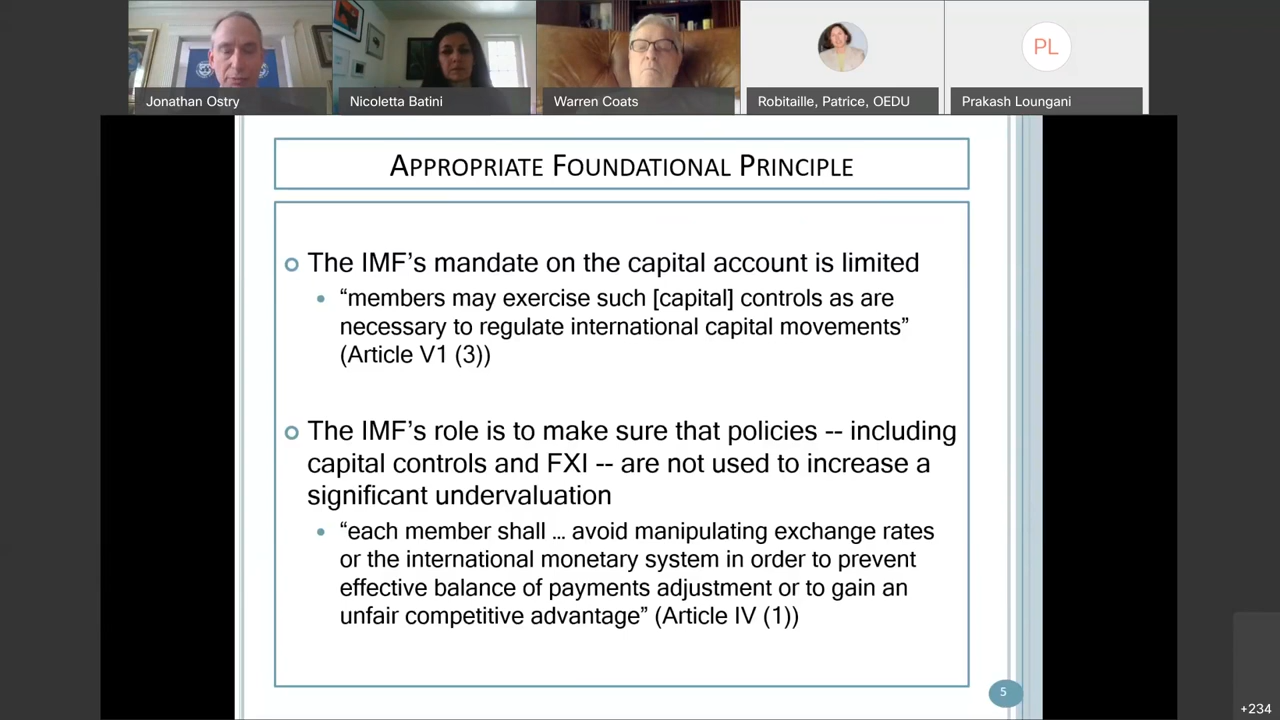 Jonathan Ostry
Nicoletta Batini
Warren Coats
Robitaille, Patrice, OEDU
PL
Prakash Loungani
APPROPRIATE FOUNDATIONAL PRINCIPLE
The IMF’s mandate on the capital account is limited
“members may exercise such [capital] controls as are
necessary to regulate international capital movements”
(Article V1 (3))
The IMF’s role is to make sure that policies -- including
capital controls and FXI -- are not used to increase a
significant undervaluation
“each member shall ... avoid manipulating exchange rates
or the international monetary system in order to prevent
effective balance of payments adjustment or to gain an
unfair competitive advantage” (Article IV (1))
5
+234